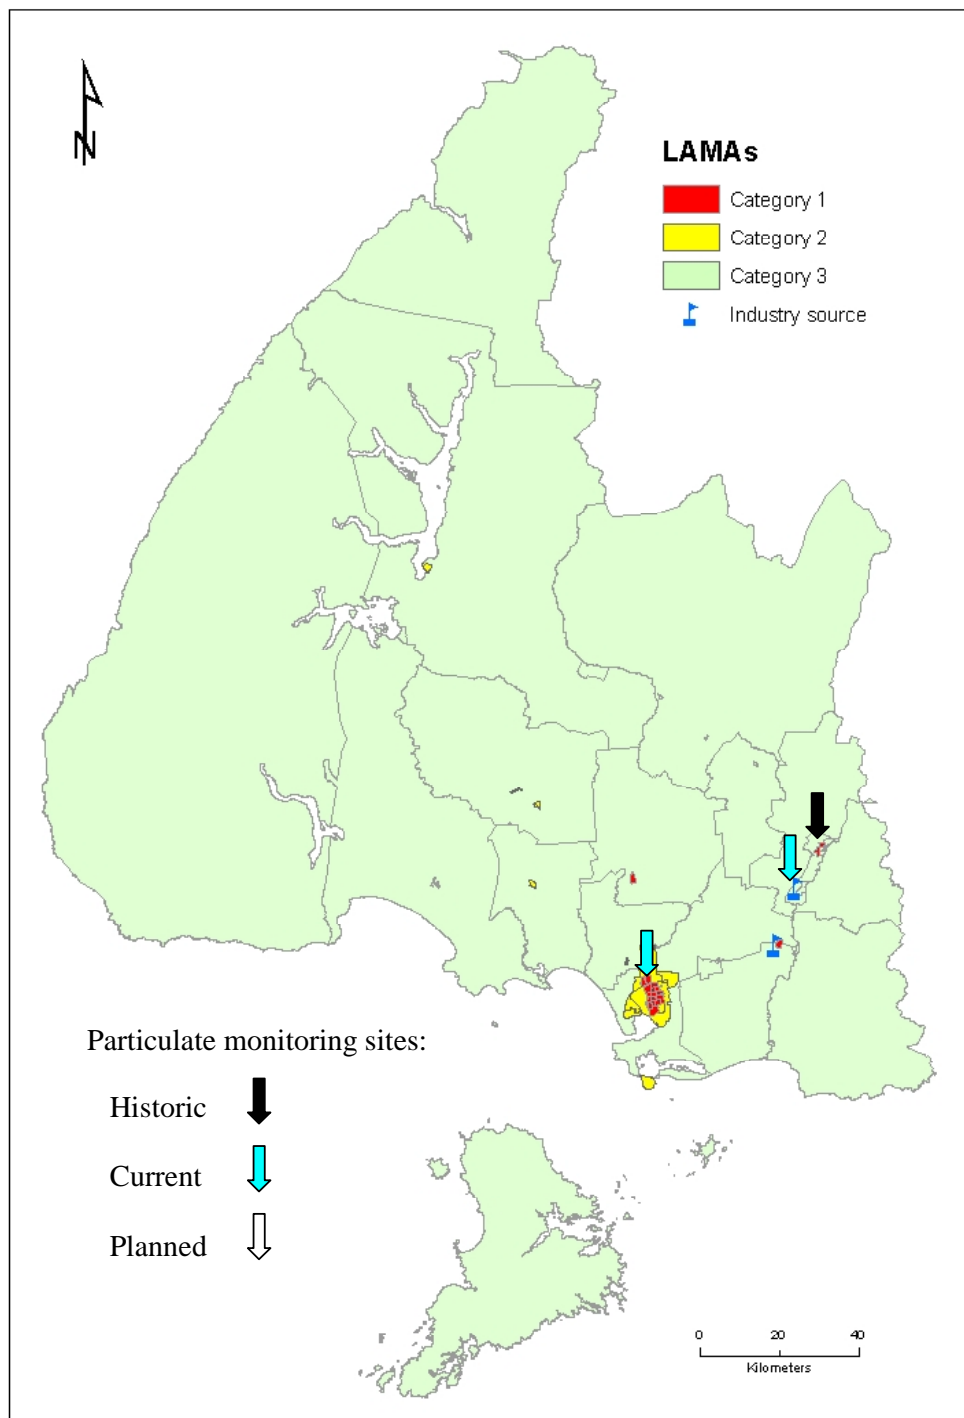 N
LAMAs
Category 1
Category 2
Category 3
Industry source
Particulate monitoring sites:
Historic
Current
Planned
0 20 40
Kilometers